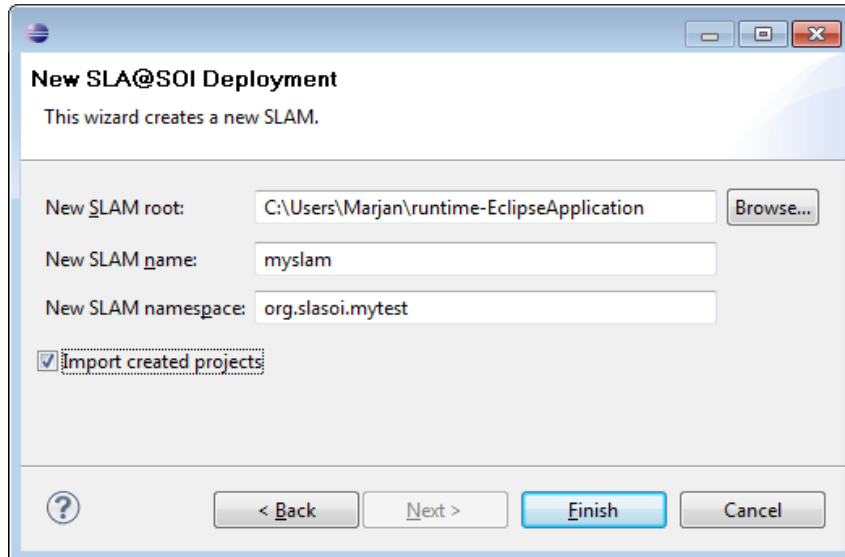 New SLA@SOI Deployment
This wizard creates a new SLAM.
New SLAM root: C:\Users\Marjan\runtime-EclipseApplication Browse...
New SLAM name: myslam
New SLAM namespace: org.slasoi.mytest
Import created projects
? < Back Next > Finish Cancel